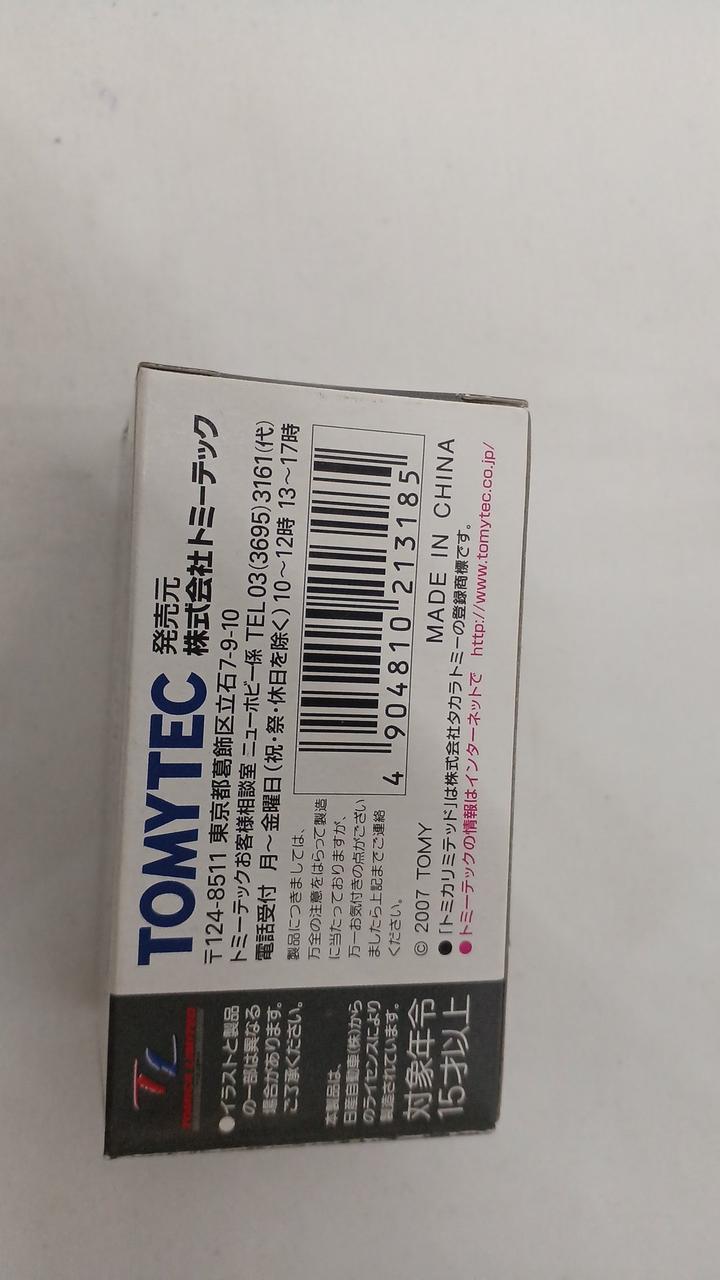 TOMYTEC 発売元
株式会社トミーテック
〒124-8511 東京都葛飾区立石7-9-10
トミーテックお客様相談室 ニューホビー係 TEL 03(3695)3161(代)
電話受付 月～金曜日(祝・祭・休日を除く)10～12時 13～17時
製品につきましては、
万全の注意をはらって製造
に当たっておりますが、
万一お気付きの点がござい
ましたら上記までご連絡
ください。
4 904810 213185
© 2007 TOMY
MADE IN CHINA
●「トミカリミテッド」は株式会社タカラトミーの登録商標です。
●トミーテックの情報はインターネットで http://www.tomytec.co.jp/
TL
TOMICA LIMITED
●イラストと製品
の一部は異なる
場合があります。
ご了承ください。
本製品は、
日産自動車(株)から
のライセンスにより
製造されています。
対象年令
15才以上